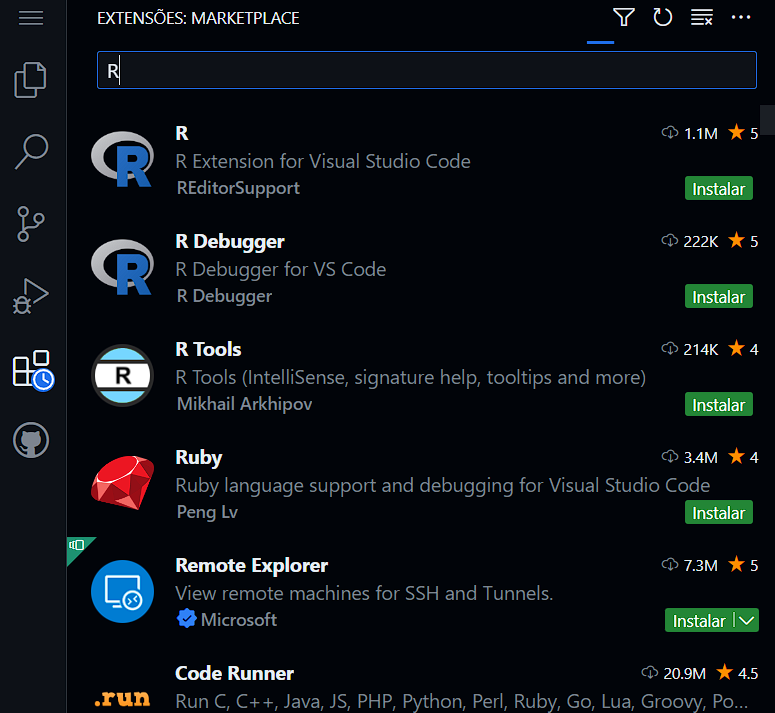 EXTENSÕES: MARKETPLACE
R
R 1.1M 5
R Extension for Visual Studio Code
REditorSupport Instalar
R Debugger 222K 5
R Debugger for VS Code
R Debugger Instalar
R
R Tools 214K 4
R Tools (IntelliSense, signature help, tooltips and more)
Mikhail Arkhipov Instalar
Ruby 3.4M 4
Ruby language support and debugging for Visual Studio Code
Peng Lv Instalar
Remote Explorer 7.3M 5
View remote machines for SSH and Tunnels.
Microsoft Instalar
.run
Code Runner 20.9M 4.5
Run C, C++, Java, JS, PHP, Python, Perl, Ruby, Go, Lua, Groovy, Po...